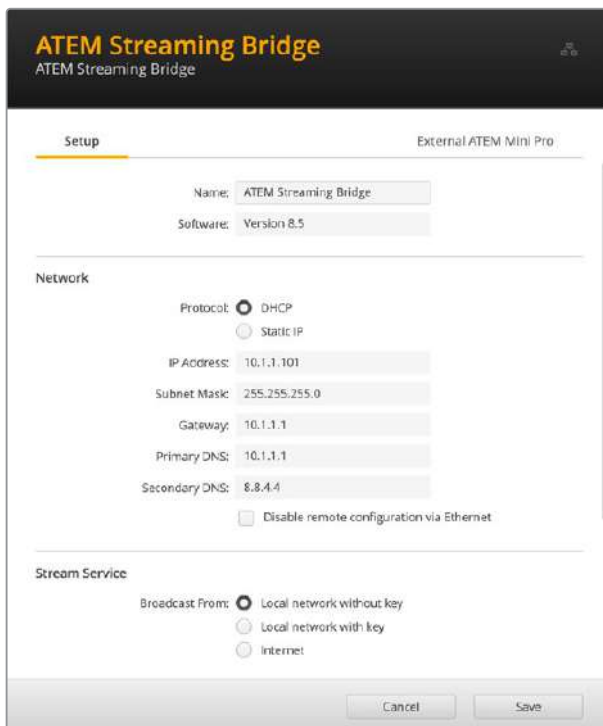 ATEM Streaming Bridge
ATEM Streaming Bridge
Setup External ATEM Mini Pro
Name: ATEM Streaming Bridge
Software: Version 8.5
Network
Protocol: DHCP
Static IP
IP Address: 10.1.1.101
Subnet Mask: 255.255.255.0
Gateway: 10.1.1.1
Primary DNS: 10.1.1.1
Secondary DNS: 8.8.4.4
Disable remote configuration via Ethernet
Stream Service
Broadcast From: Local network without key
Local network with key
Internet
Cancel Save